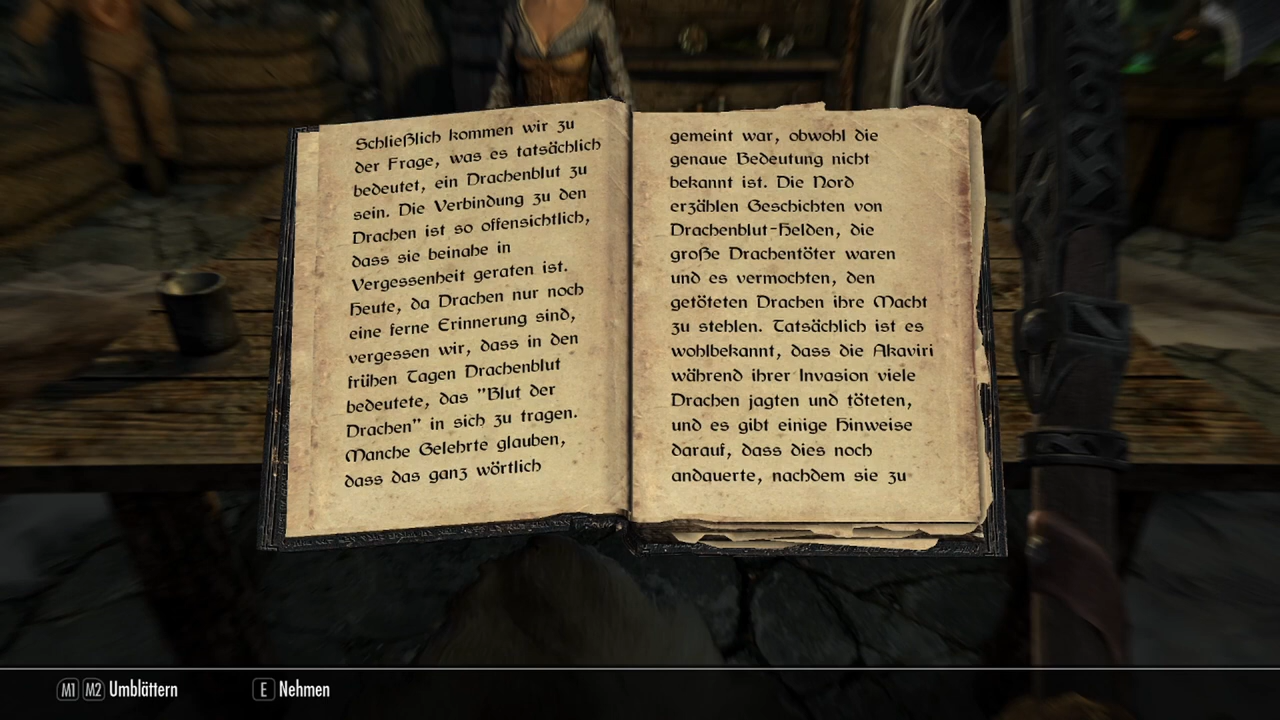 Schließlich kommen wir zu
der Frage, was es tatsächlich
bedeutet, ein Drachenblut zu
sein. Die Verbindung zu den
Drachen ist so offensichtlich,
dass sie beinahe in
Vergessenheit geraten ist.
Heute, da Drachen nur noch
eine ferne Erinnerung sind,
vergessen wir, dass in den
frühen Tagen Drachenblut
bedeutete, das "Blut der
Drachen" in sich zu tragen.
Manche Gelehrte glauben,
dass das ganz wörtlich
gemeint war, obwohl die
genaue Bedeutung nicht
bekannt ist. Die Nord
erzählen Geschichten von
Drachenblut-Helden, die
große Drachentöter waren
und es vermochten, den
getöteten Drachen ihre Macht
zu stehlen. Tatsächlich ist es
wohlbekannt, dass die Akaviri
während ihrer Invasion viele
Drachen jagten und töteten,
und es gibt einige Hinweise
darauf, dass dies noch
andauerte, nachdem sie zu
M1 M2 Umblättern
E Nehmen